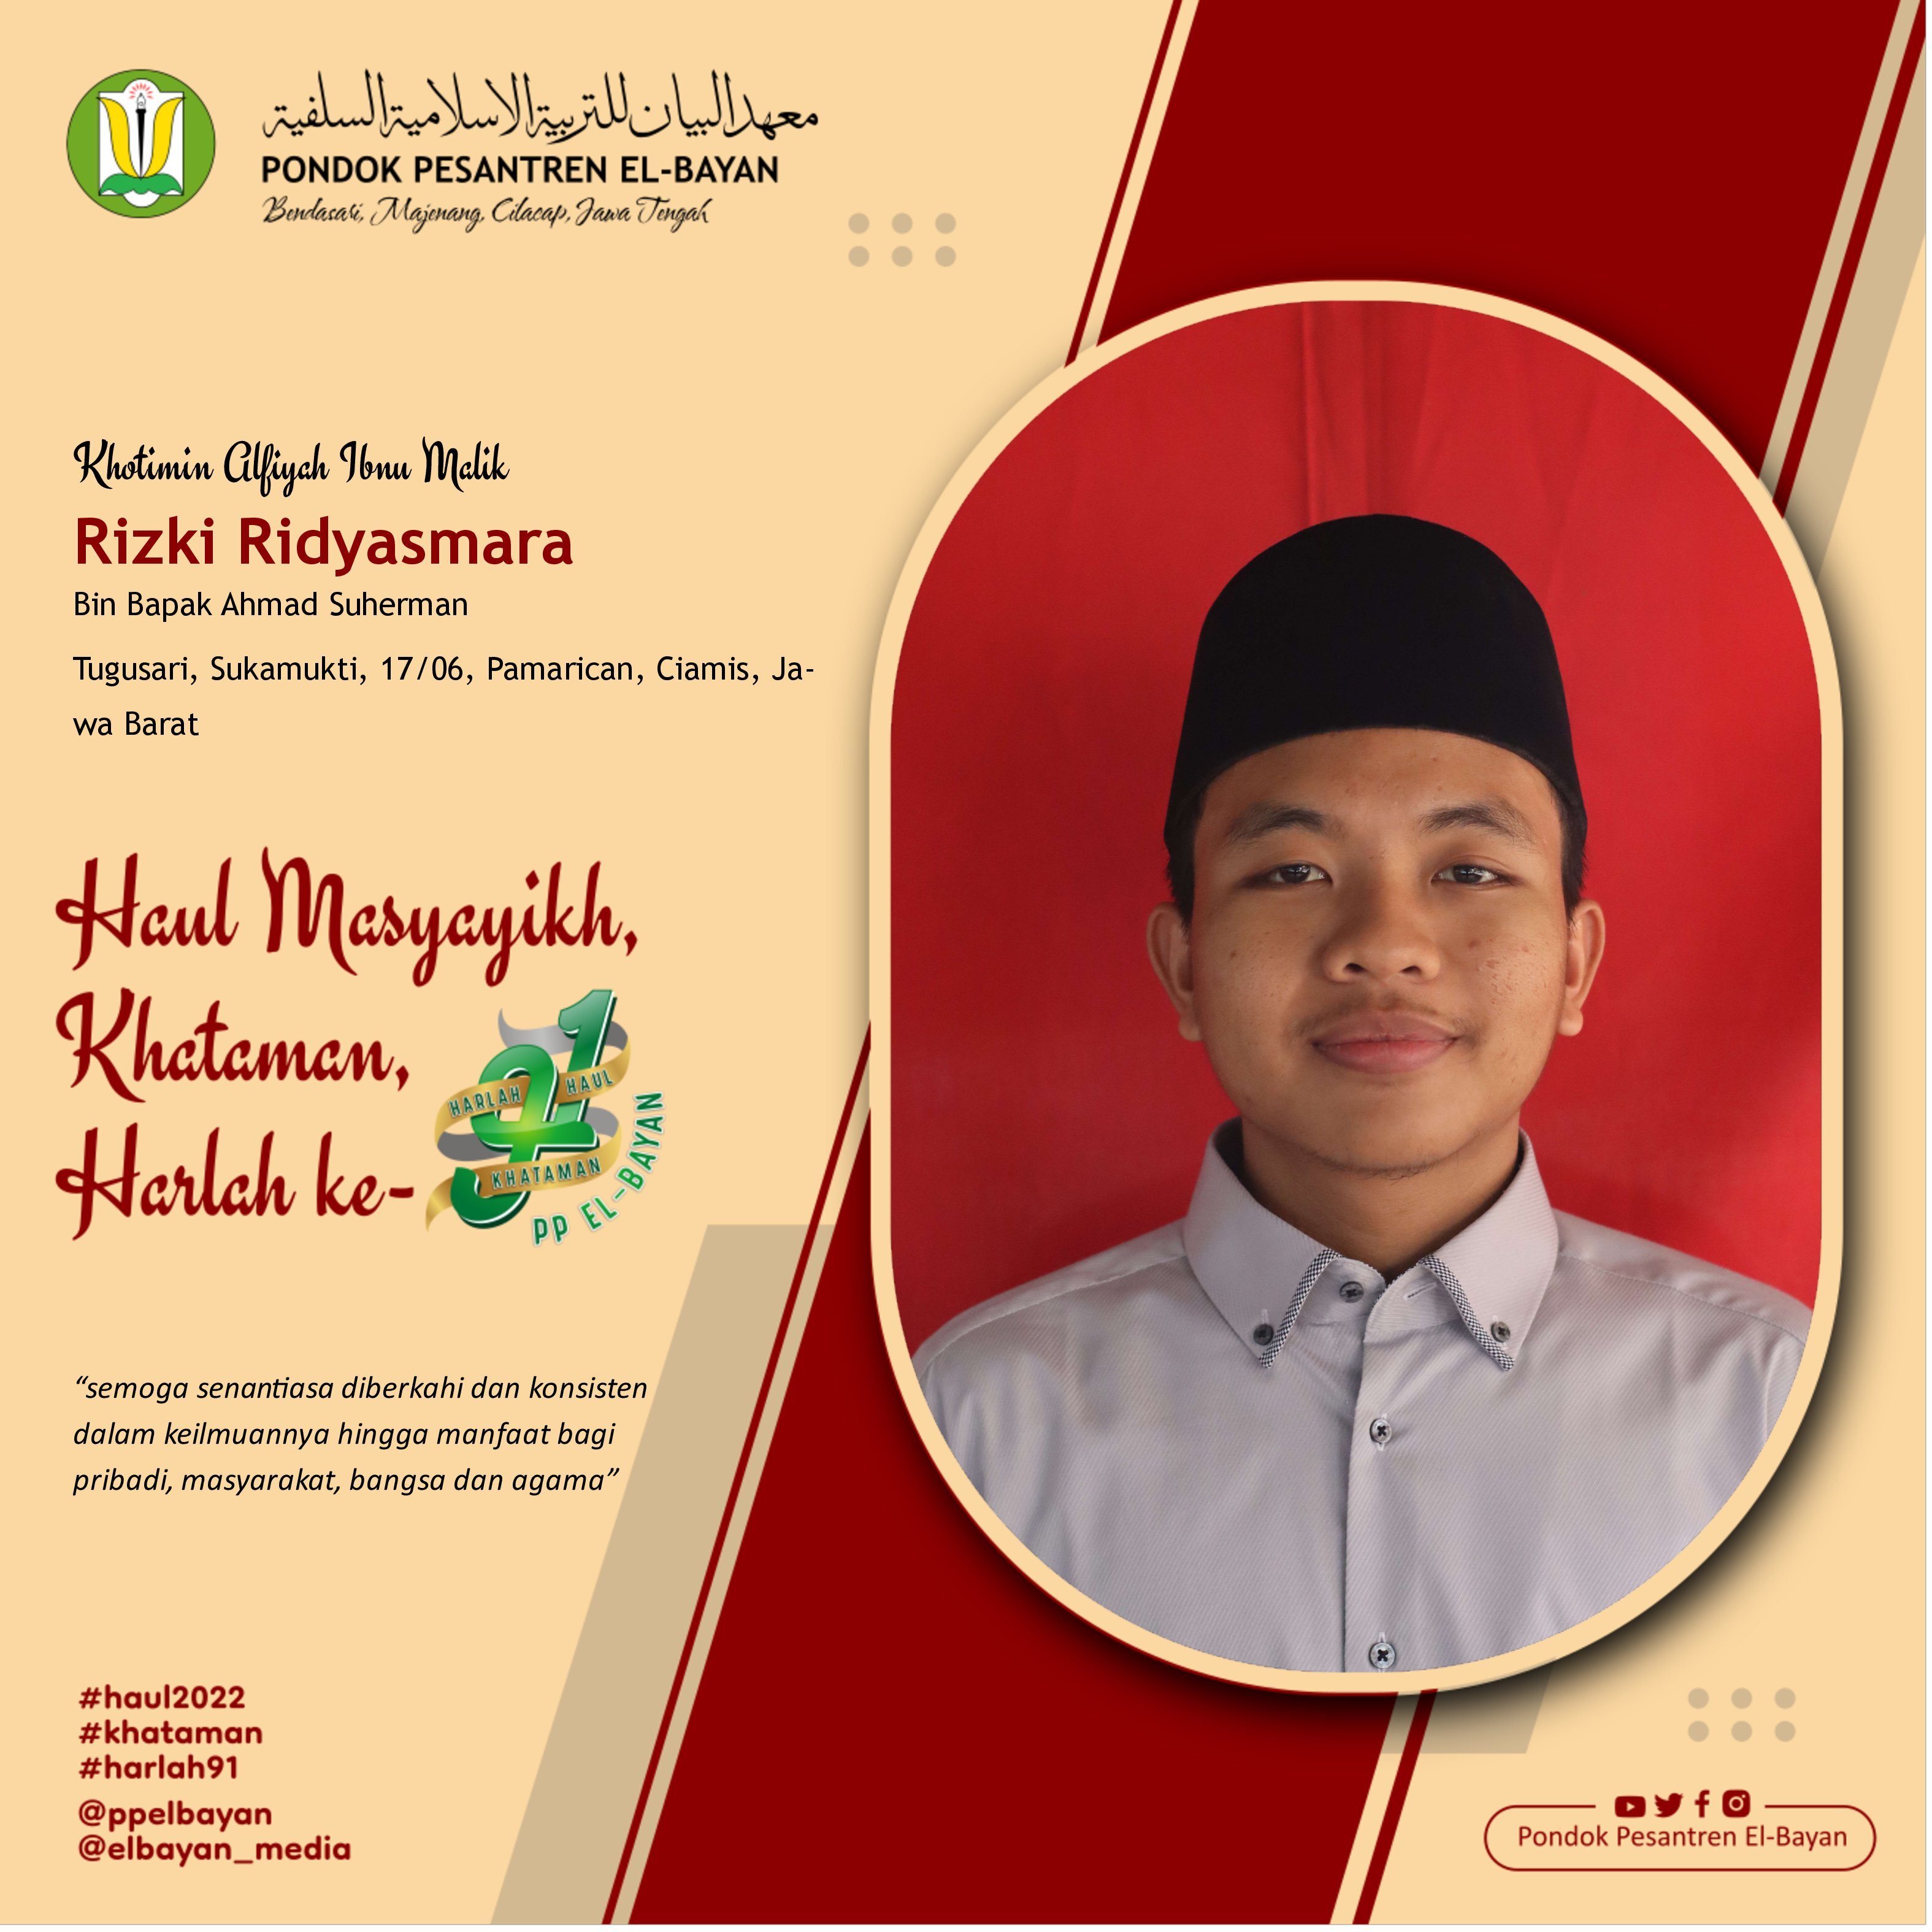 معهد البيان للتربية الاسلامية السلفية
PONDOK PESANTREN EL-BAYAN
Bendasari, Majenang, Cilacap, Jawa Tengah
Khotimin Alfiyah Ibnu Malik
Rizki Ridyasmara
Bin Bapak Ahmad Suherman
Tugusari, Sukamukti, 17/06, Pamarican, Ciamis, Ja-
wa Barat
Haul Masyayikh,
Khataman,
Harlah ke-
91
HARLAH HAUL
KHATAMAN
PP EL-BAYAN
“semoga senantiasa diberkahi dan konsisten
dalam keilmuannya hingga manfaat bagi
pribadi, masyarakat, bangsa dan agama”
#haul2022
#khataman
#harlah91
@ppelbayan
@elbayan_media
Pondok Pesantren El-Bayan